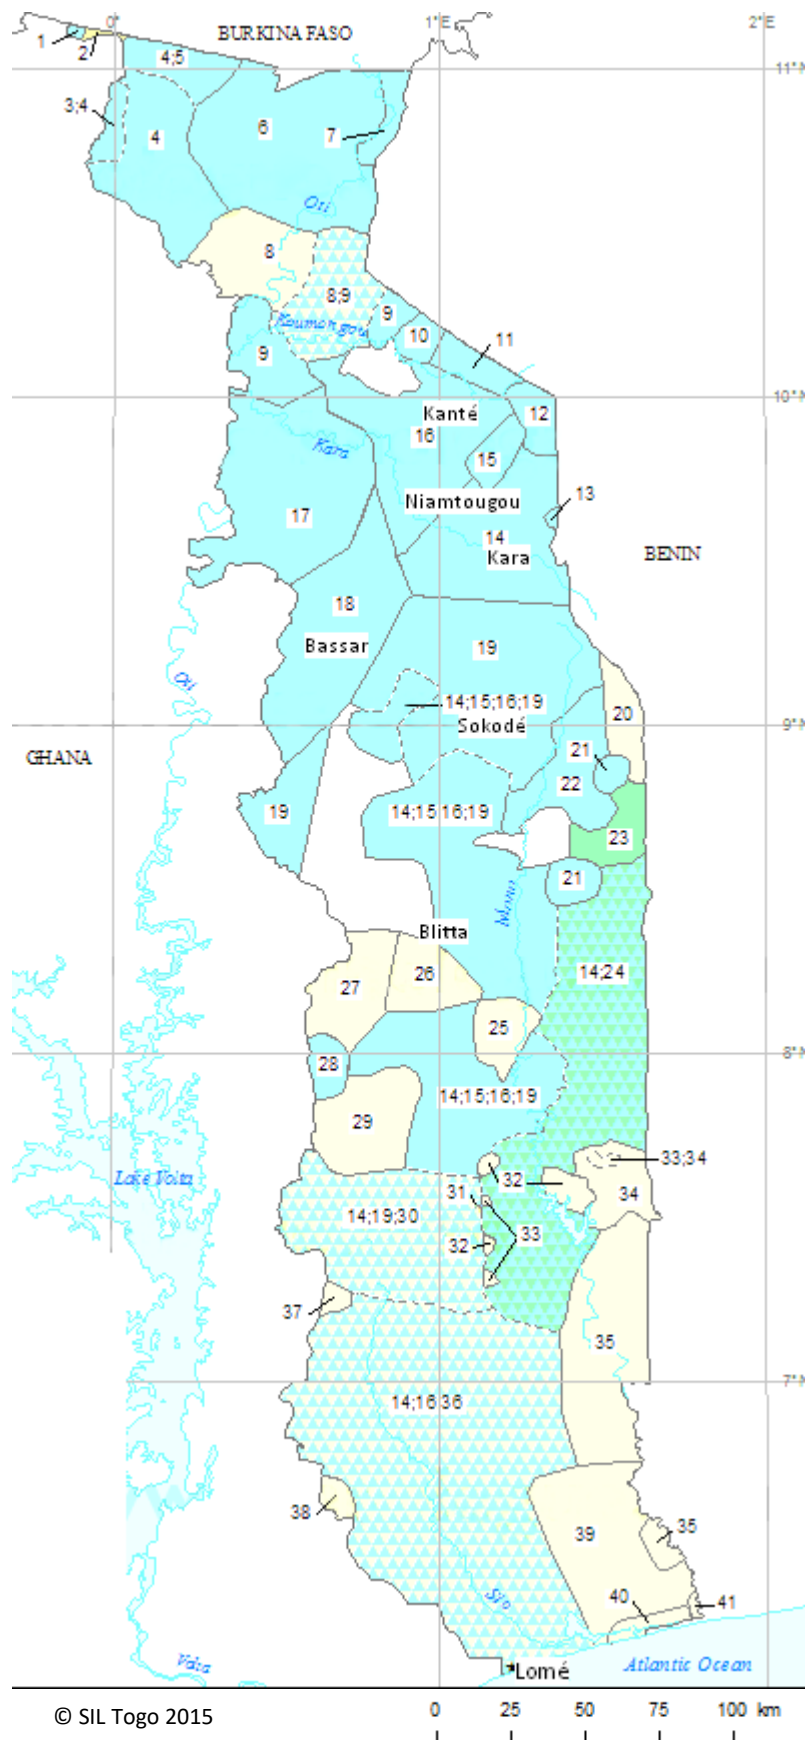 0°
1°E
2°E
BURKINA FASO
1
2
4;5
11°N
3;4
4
6
7
Oti
8
8;9
9
Koumongou
10
11
9
10°N
Kanté
12
16
Kara
15
Niamtougou
13
17
14
Kara
BENIN
18
Bassar
19
Oti
14;15;16;19
9°N
20
Sokodé
GHANA
21
22
19
14;15 16;19
23
21
Mono
Blitta
14;24
26
27
25
8°N
28
14;15;16;19
29
33;34
Lake Volta
32
31
34
14;19;30
33
32
37
35
7°N
14;16 36
38
39
35
40
41
Sio
Volta
Lomé
Atlantic Ocean
© SIL Togo 2015
0 25 50 75 100 km